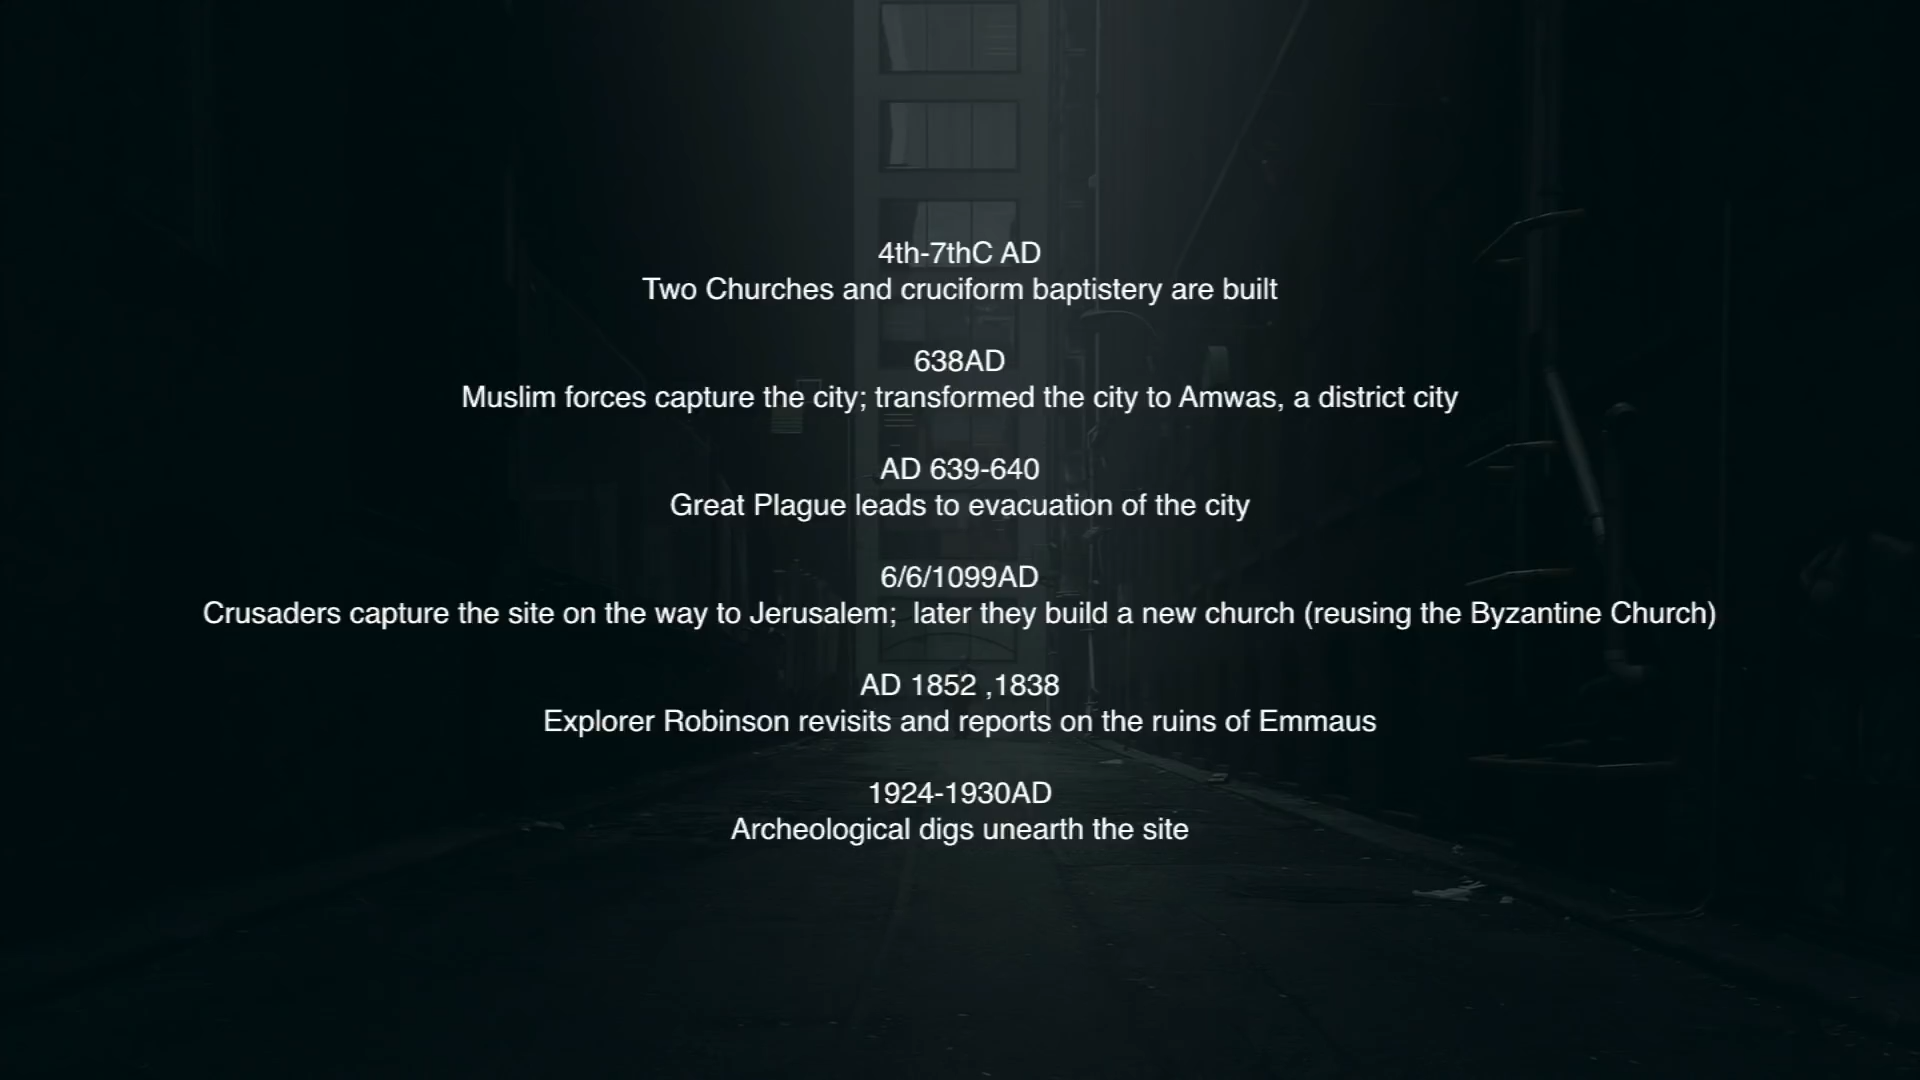 4th-7thC AD
Two Churches and cruciform baptistery are built
638AD
Muslim forces capture the city; transformed the city to Amwas, a district city
AD 639-640
Great Plague leads to evacuation of the city
6/6/1099AD
Crusaders capture the site on the way to Jerusalem;  later they build a new church (reusing the Byzantine Church)
AD 1852 ,1838
Explorer Robinson revisits and reports on the ruins of Emmaus
1924-1930AD
Archeological digs unearth the site